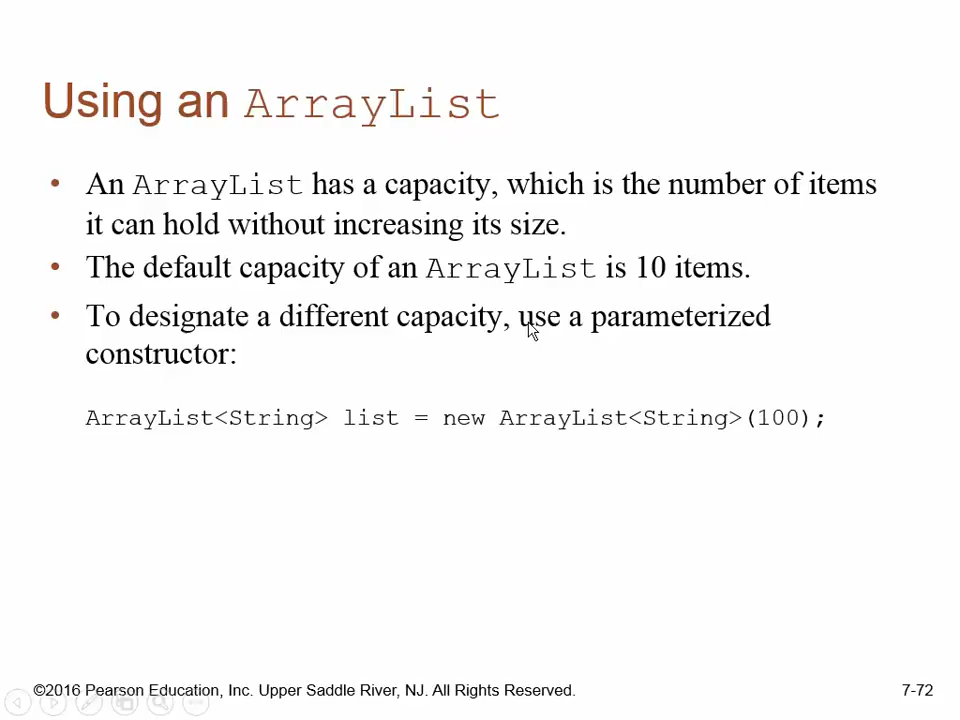 Using an ArrayList
• An ArrayList has a capacity, which is the number of items
it can hold without increasing its size.
• The default capacity of an ArrayList is 10 items.
• To designate a different capacity, use a parameterized
constructor:
ArrayList<String> list = new ArrayList<String>(100);
©2016 Pearson Education, Inc. Upper Saddle River, NJ. All Rights Reserved.
7-72